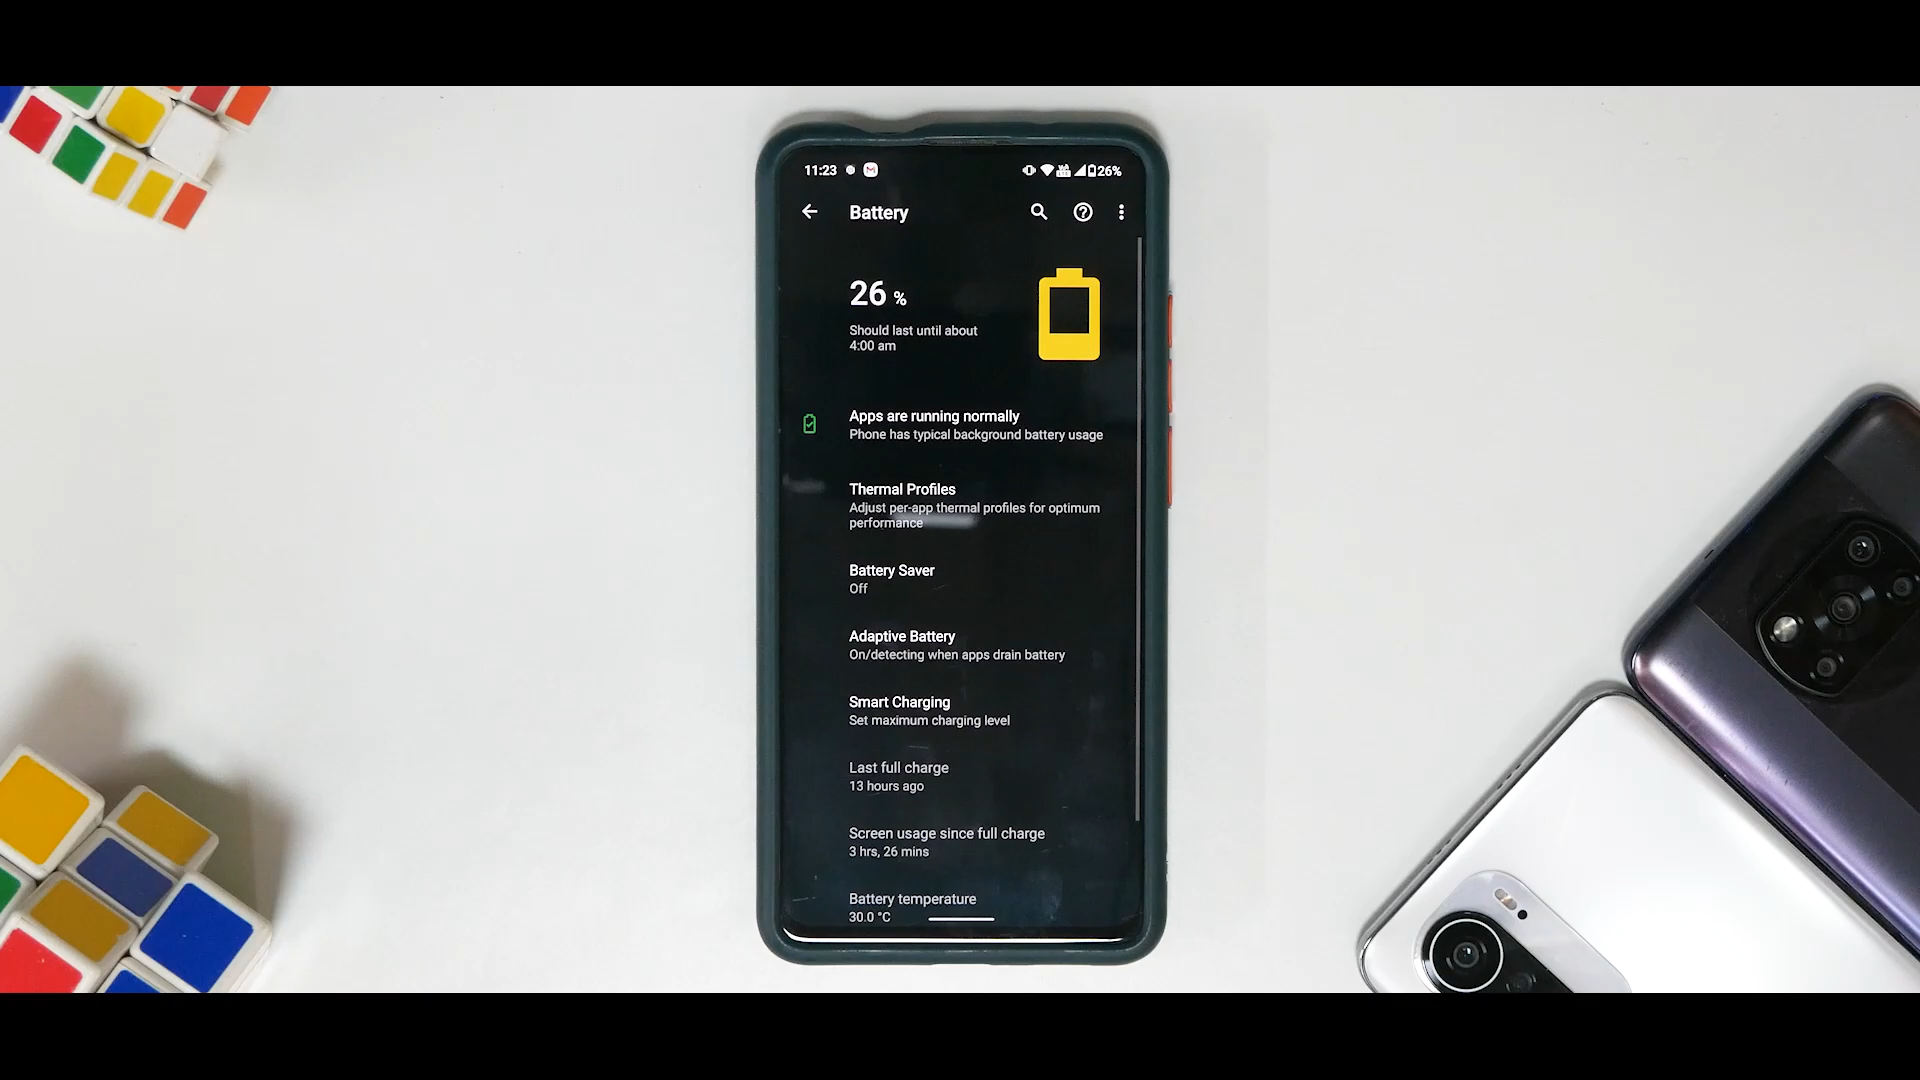 11:23 26%
Battery
26 %
Should last until about
4:00 am
Apps are running normally
Phone has typical background battery usage
Thermal Profiles
Adjust per-app thermal profiles for optimum
performance
Battery Saver
Off
Adaptive Battery
On/detecting when apps drain battery
Smart Charging
Set maximum charging level
Last full charge
13 hours ago
Screen usage since full charge
3 hrs, 26 mins
Battery temperature
30.0 °C